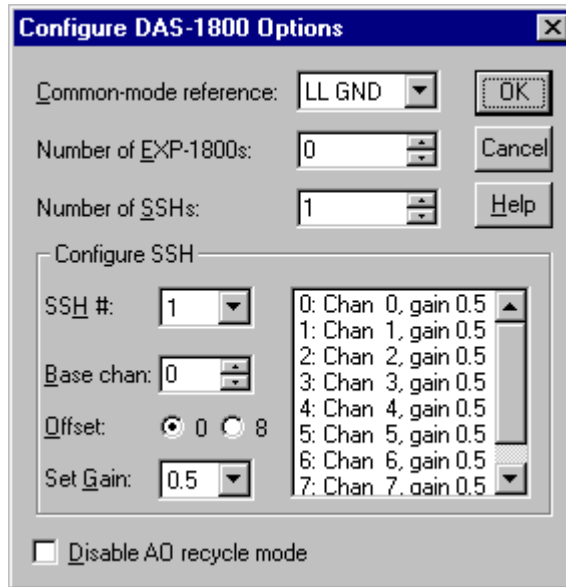 Configure DAS-1800 Options
Common-mode reference: LL GND OK
Number of EXP-1800s: 0 Cancel
Number of SSHs: 1 Help
Configure SSH
SSH #: 1
Base chan: 0
Offset: 0 8
Set Gain: 0.5
0: Chan 0, gain 0.5
1: Chan 1, gain 0.5
2: Chan 2, gain 0.5
3: Chan 3, gain 0.5
4: Chan 4, gain 0.5
5: Chan 5, gain 0.5
6: Chan 6, gain 0.5
7: Chan 7, gain 0.5
Disable AO recycle mode